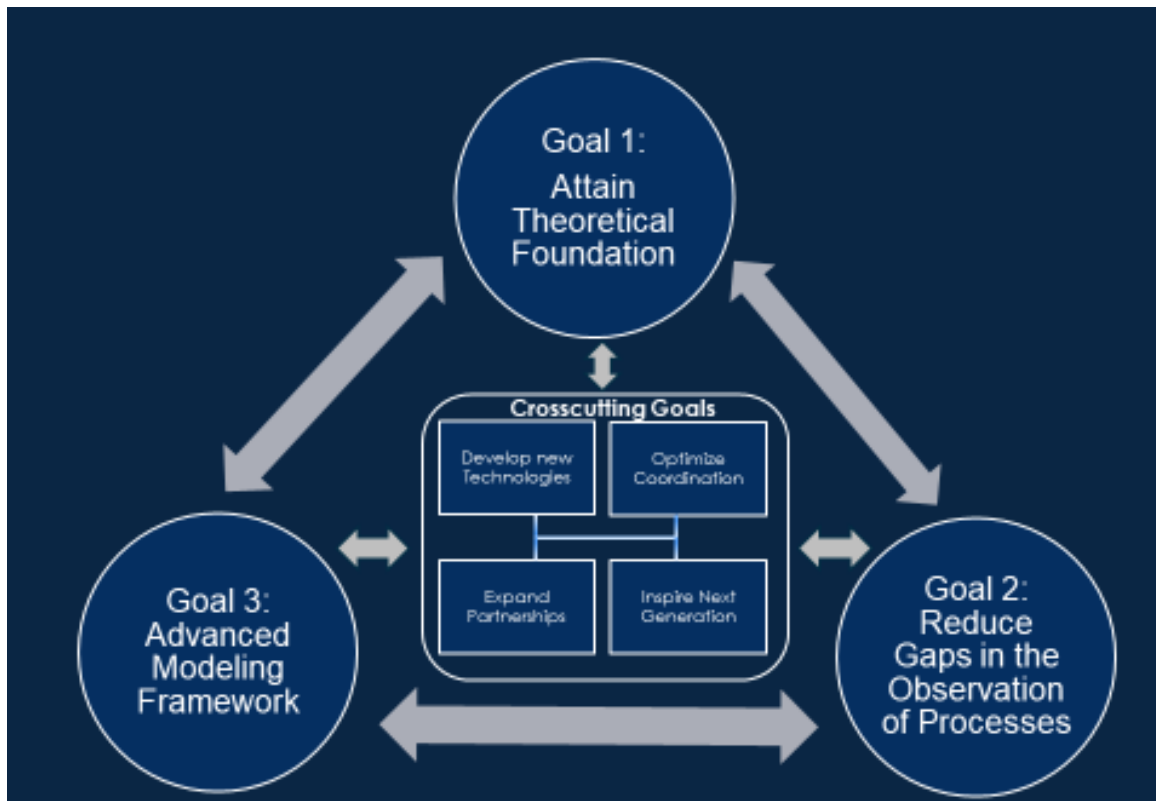 Goal 1:
Attain
Theoretical
Foundation
Crosscutting Goals
Develop new
Technologies
Optimize
Coordination
Expand
Partnerships
Inspire Next
Generation
Goal 3:
Advanced
Modeling
Framework
Goal 2:
Reduce
Gaps in the
Observation
of Processes